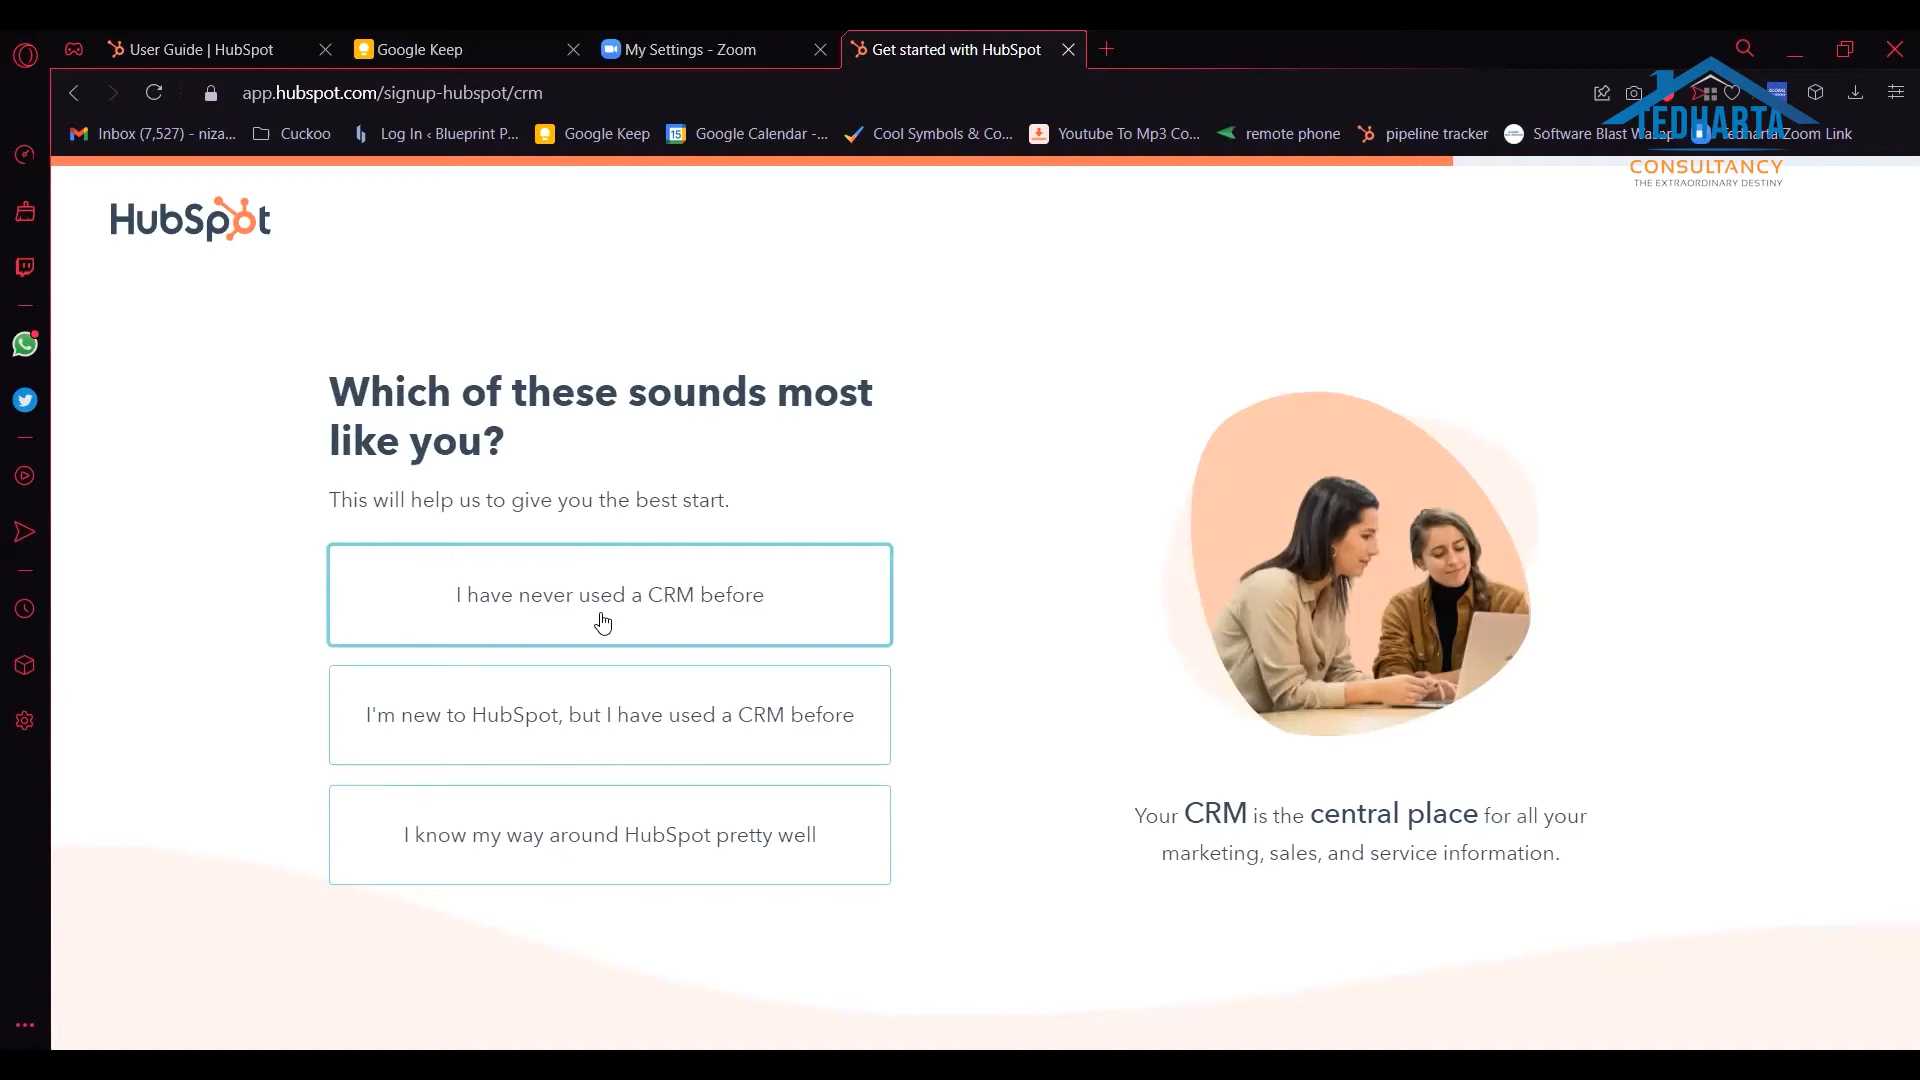 User Guide | HubSpot
Google Keep
My Settings - Zoom
Get started with HubSpot
app.hubspot.com/signup-hubspot/crm
Inbox (7,527) - niza...
Cuckoo
Log In ‹ Blueprint P...
Google Keep
15
Google Calendar -...
Cool Symbols & Co...
Youtube To Mp3 Co...
remote phone
pipeline tracker
Software Blast Wasap
Tedharta Zoom Link
TEDHARTA
CONSULTANCY
THE EXTRAORDINARY DESTINY
HubSpot
Which of these sounds most
like you?
This will help us to give you the best start.
I have never used a CRM before
I'm new to HubSpot, but I have used a CRM before
I know my way around HubSpot pretty well
Your CRM is the central place for all your
marketing, sales, and service information.